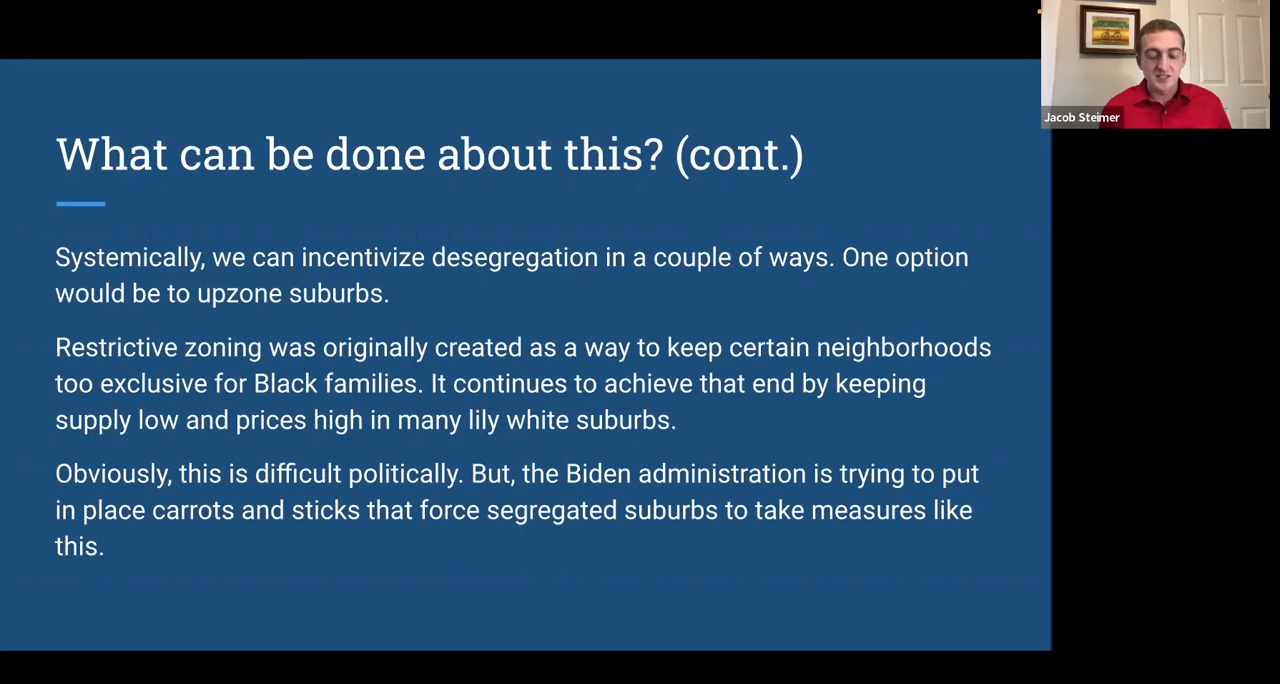 What can be done about this? (cont.)
Systemically, we can incentivize desegregation in a couple of ways. One option
would be to upzone suburbs.
Restrictive zoning was originally created as a way to keep certain neighborhoods
too exclusive for Black families. It continues to achieve that end by keeping
supply low and prices high in many lily white suburbs.
Obviously, this is difficult politically. But, the Biden administration is trying to put
in place carrots and sticks that force segregated suburbs to take measures like
this.
Jacob Steimer